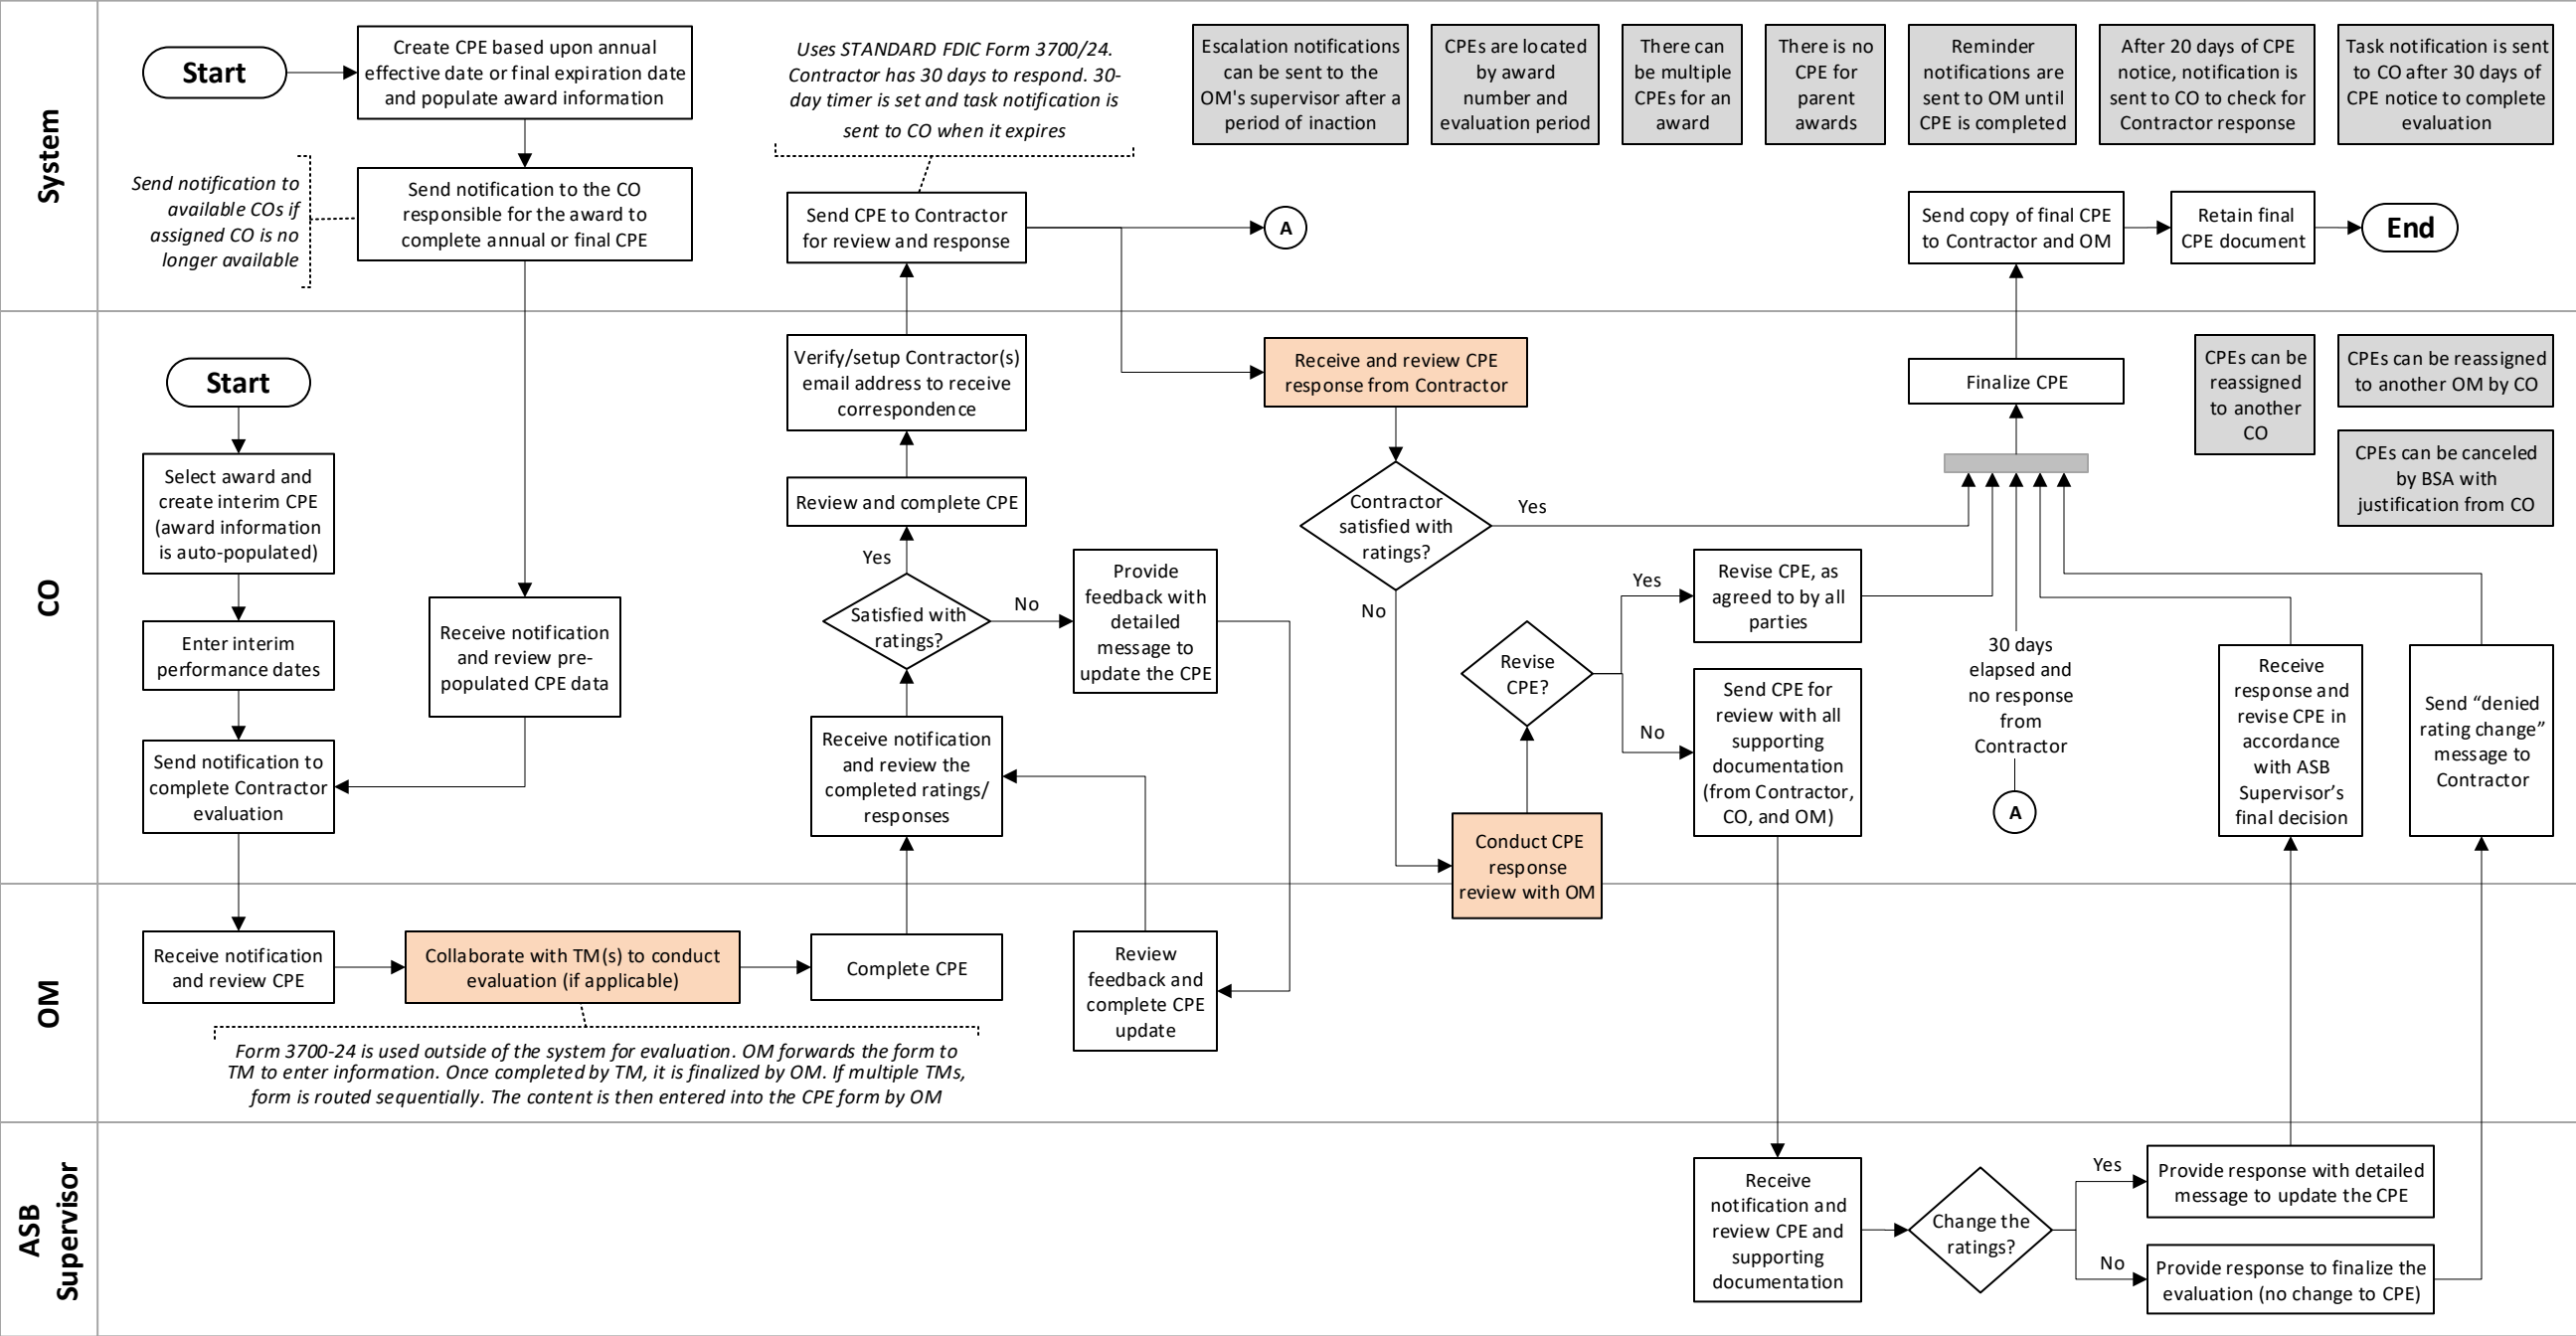 System
Start
Create CPE based upon annual
effective date or final expiration date
and populate award information
Send notification to
available COs if
assigned CO is no
longer available
Send notification to the CO
responsible for the award to
complete annual or final CPE
Uses STANDARD FDIC Form 3700/24.
Contractor has 30 days to respond. 30-
day timer is set and task notification is
sent to CO when it expires
Send CPE to Contractor
for review and response
A
Escalation notifications
can be sent to the
OM's supervisor after a
period of inaction
CPEs are located
by award
number and
evaluation period
There can
be multiple
CPEs for an
award
There is no
CPE for
parent
awards
Reminder
notifications are
sent to OM until
CPE is completed
After 20 days of CPE
notice, notification is
sent to CO to check for
Contractor response
Task notification is sent
to CO after 30 days of
CPE notice to complete
evaluation
Send copy of final CPE
to Contractor and OM
Retain final
CPE document
End
CO
Start
Select award and
create interim CPE
(award information
is auto-populated)
Enter interim
performance dates
Send notification to
complete Contractor
evaluation
Receive notification
and review pre-
populated CPE data
Verify/setup Contractor(s)
email address to receive
correspondence
Review and complete CPE
Yes
Satisfied with
ratings?
No
Provide
feedback with
detailed
message to
update the CPE
Receive notification
and review the
completed ratings/
responses
Receive and review CPE
response from Contractor
Contractor
satisfied with
ratings?
Yes
No
Conduct CPE
response
review with OM
Revise
CPE?
Yes
Revise CPE, as
agreed to by all
parties
No
Send CPE for
review with all
supporting
documentation
(from Contractor,
CO, and OM)
Finalize CPE
30 days
elapsed and
no response
from
Contractor
A
CPEs can be
reassigned
to another
CO
CPEs can be reassigned
to another OM by CO
CPEs can be canceled
by BSA with
justification from CO
Receive
response and
revise CPE in
accordance
with ASB
Supervisor’s
final decision
Send “denied
rating change”
message to
Contractor
OM
Receive notification
and review CPE
Collaborate with TM(s) to conduct
evaluation (if applicable)
Complete CPE
Review
feedback and
complete CPE
update
Form 3700-24 is used outside of the system for evaluation. OM forwards the form to
TM to enter information. Once completed by TM, it is finalized by OM. If multiple TMs,
form is routed sequentially. The content is then entered into the CPE form by OM
ASB
Supervisor
Receive
notification and
review CPE and
supporting
documentation
Change the
ratings?
Yes
Provide response with detailed
message to update the CPE
No
Provide response to finalize the
evaluation (no change to CPE)